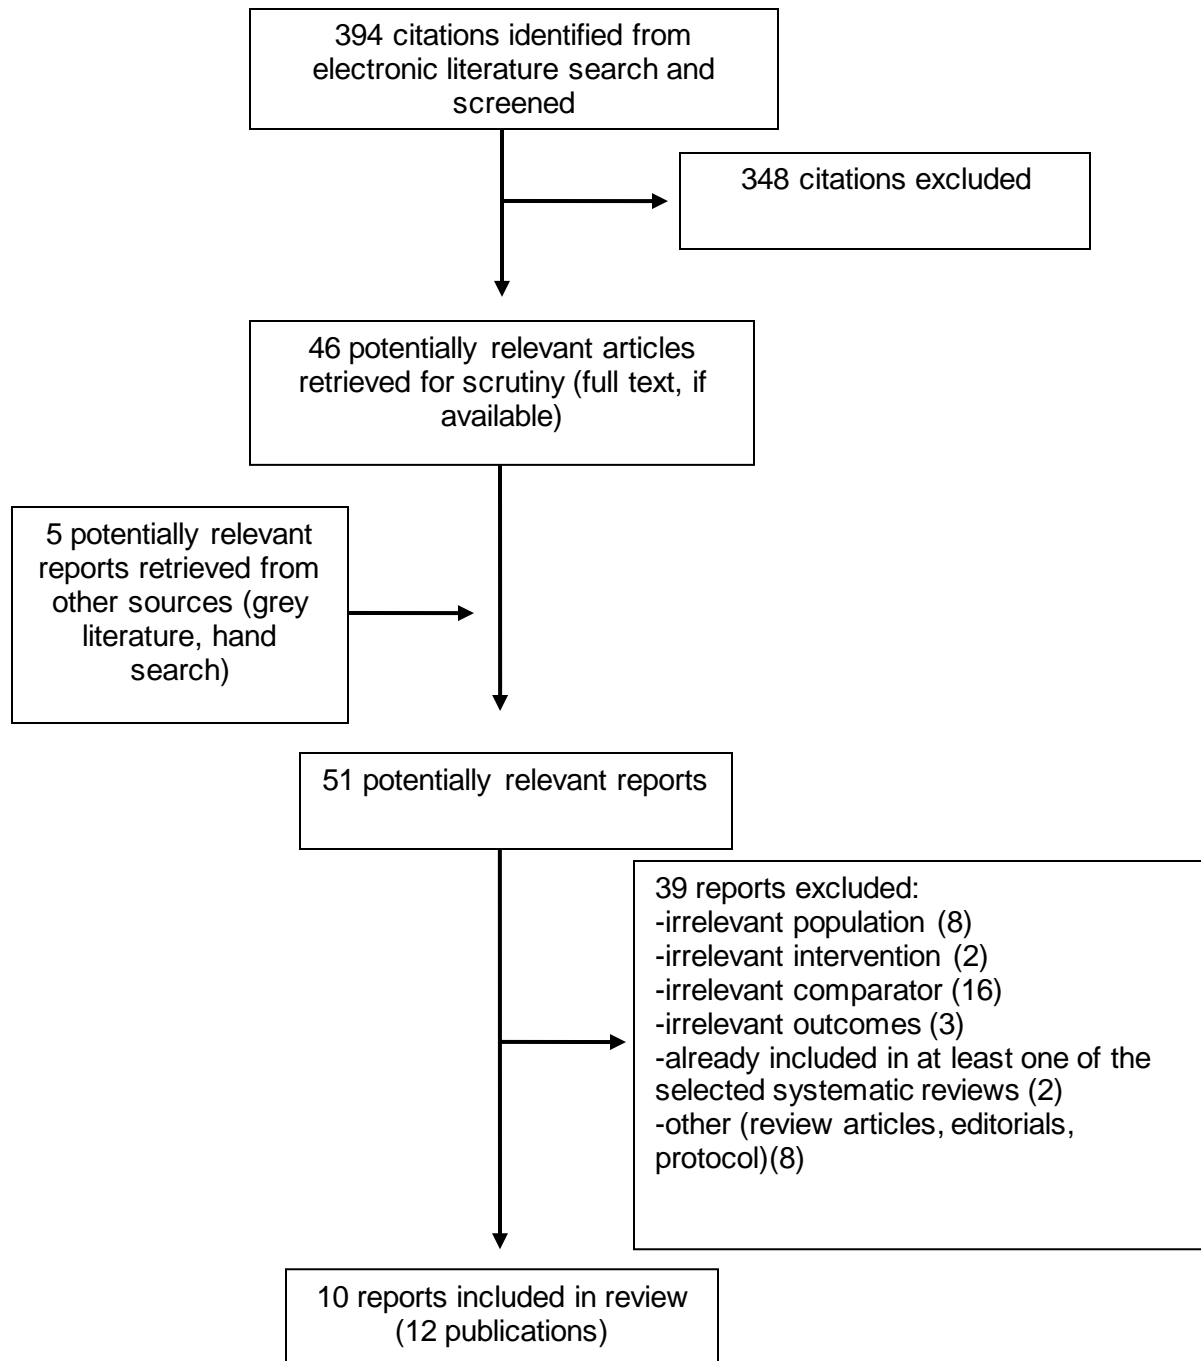 394 citations identified from
electronic literature search and
screened
348 citations excluded
46 potentially relevant articles
retrieved for scrutiny (full text, if
available)
5 potentially relevant
reports retrieved from
other sources (grey
literature, hand
search)
51 potentially relevant reports
39 reports excluded:
-irrelevant population (8)
-irrelevant intervention (2)
-irrelevant comparator (16)
-irrelevant outcomes (3)
-already included in at least one of the
selected systematic reviews (2)
-other (review articles, editorials,
protocol)(8)
10 reports included in review
(12 publications)